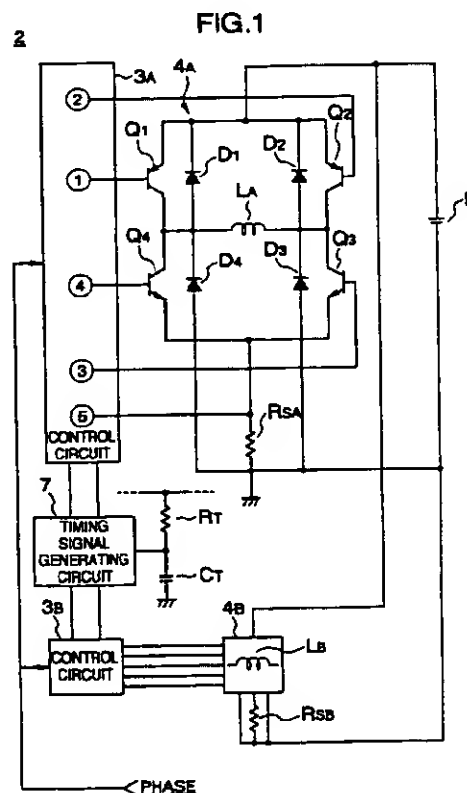 FIG.1
2
3A
4A
②
Q1
Q2
D1
D2
①
LA
Q4
Q3
D4
D3
④
③
⑤
RSA
CONTROL
CIRCUIT
7
TIMING
SIGNAL
GENERATING
CIRCUIT
RT
CT
3B
CONTROL
CIRCUIT
4B
LB
RSB
PHASE